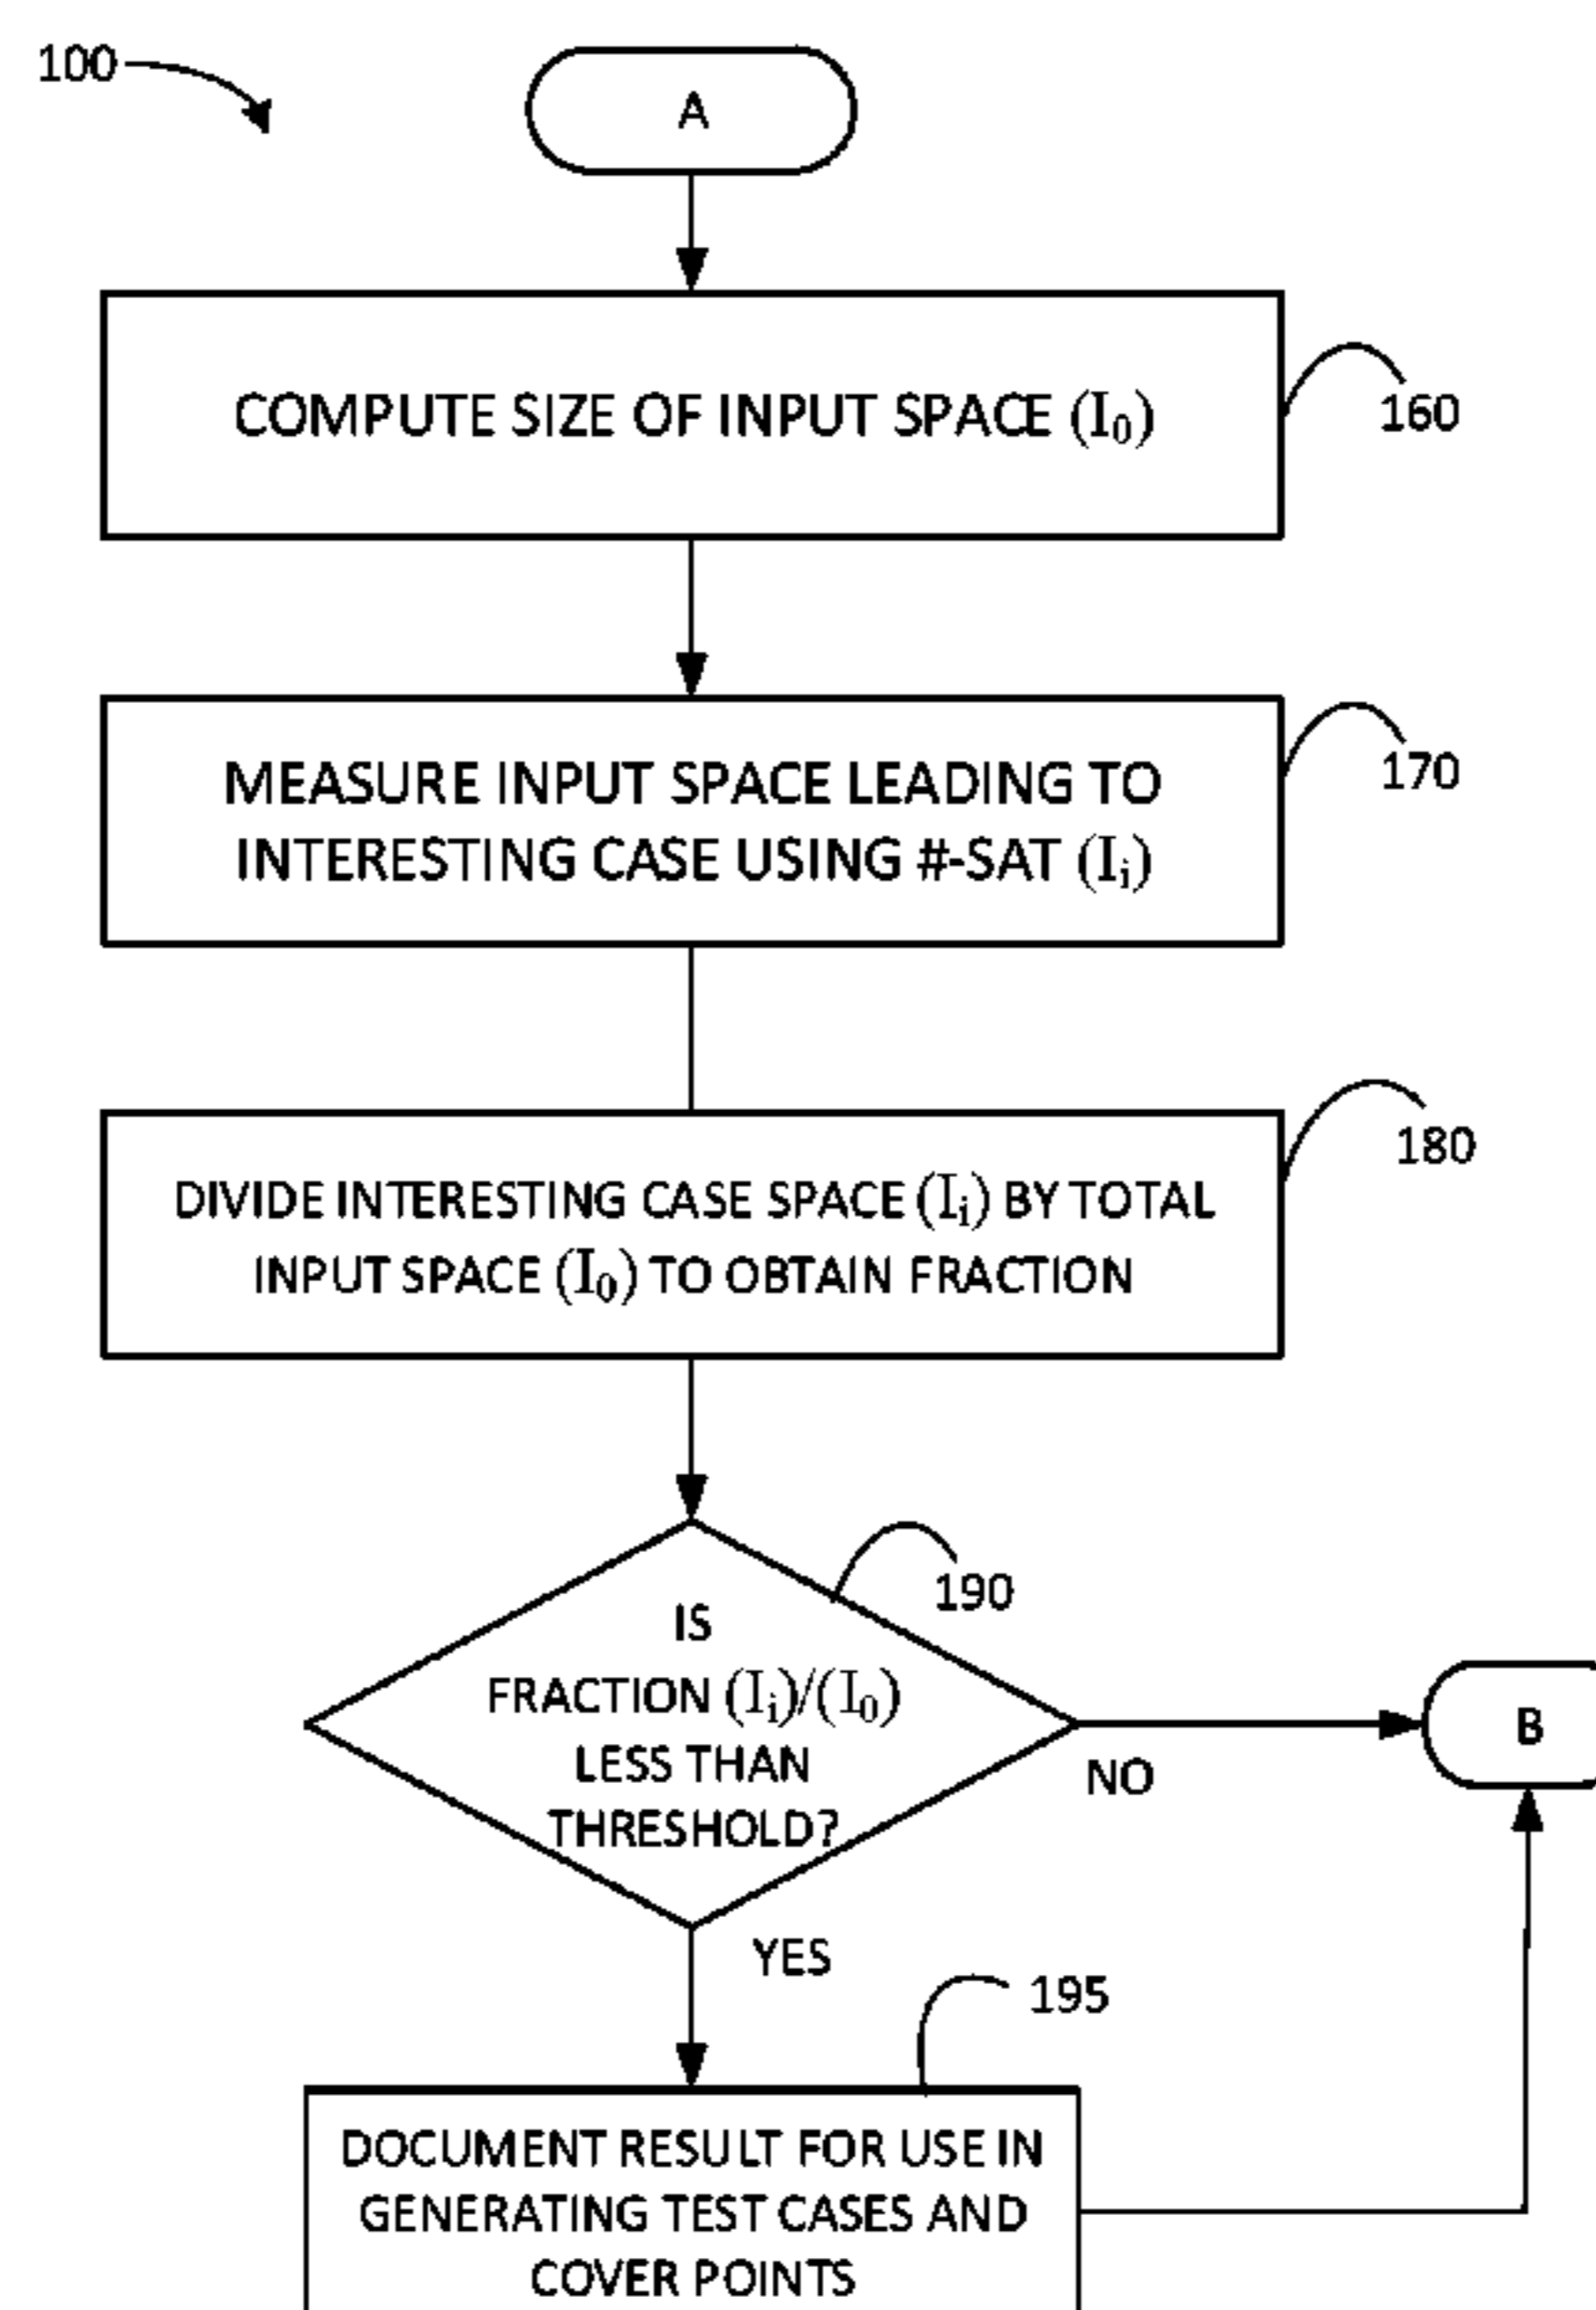 100
A
COMPUTE SIZE OF INPUT SPACE (I₀)
160
MEASURE INPUT SPACE LEADING TO
INTERESTING CASE USING #-SAT (Iᵢ)
170
DIVIDE INTERESTING CASE SPACE (Iᵢ) BY TOTAL
INPUT SPACE (I₀) TO OBTAIN FRACTION
180
IS
FRACTION (Iᵢ)/(I₀)
LESS THAN
THRESHOLD?
190
NO
B
YES
195
DOCUMENT RESULT FOR USE IN
GENERATING TEST CASES AND
COVER POINTS